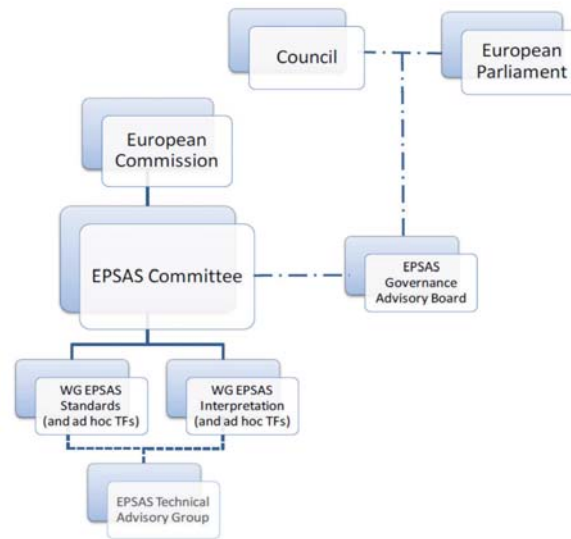 Council
European
Parliament
European
Commission
EPSAS Committee
EPSAS
Governance
Advisory Board
WG EPSAS
Standards
(and ad hoc TFs)
WG EPSAS
Interpretation
(and ad hoc TFs)
EPSAS Technical
Advisory Group